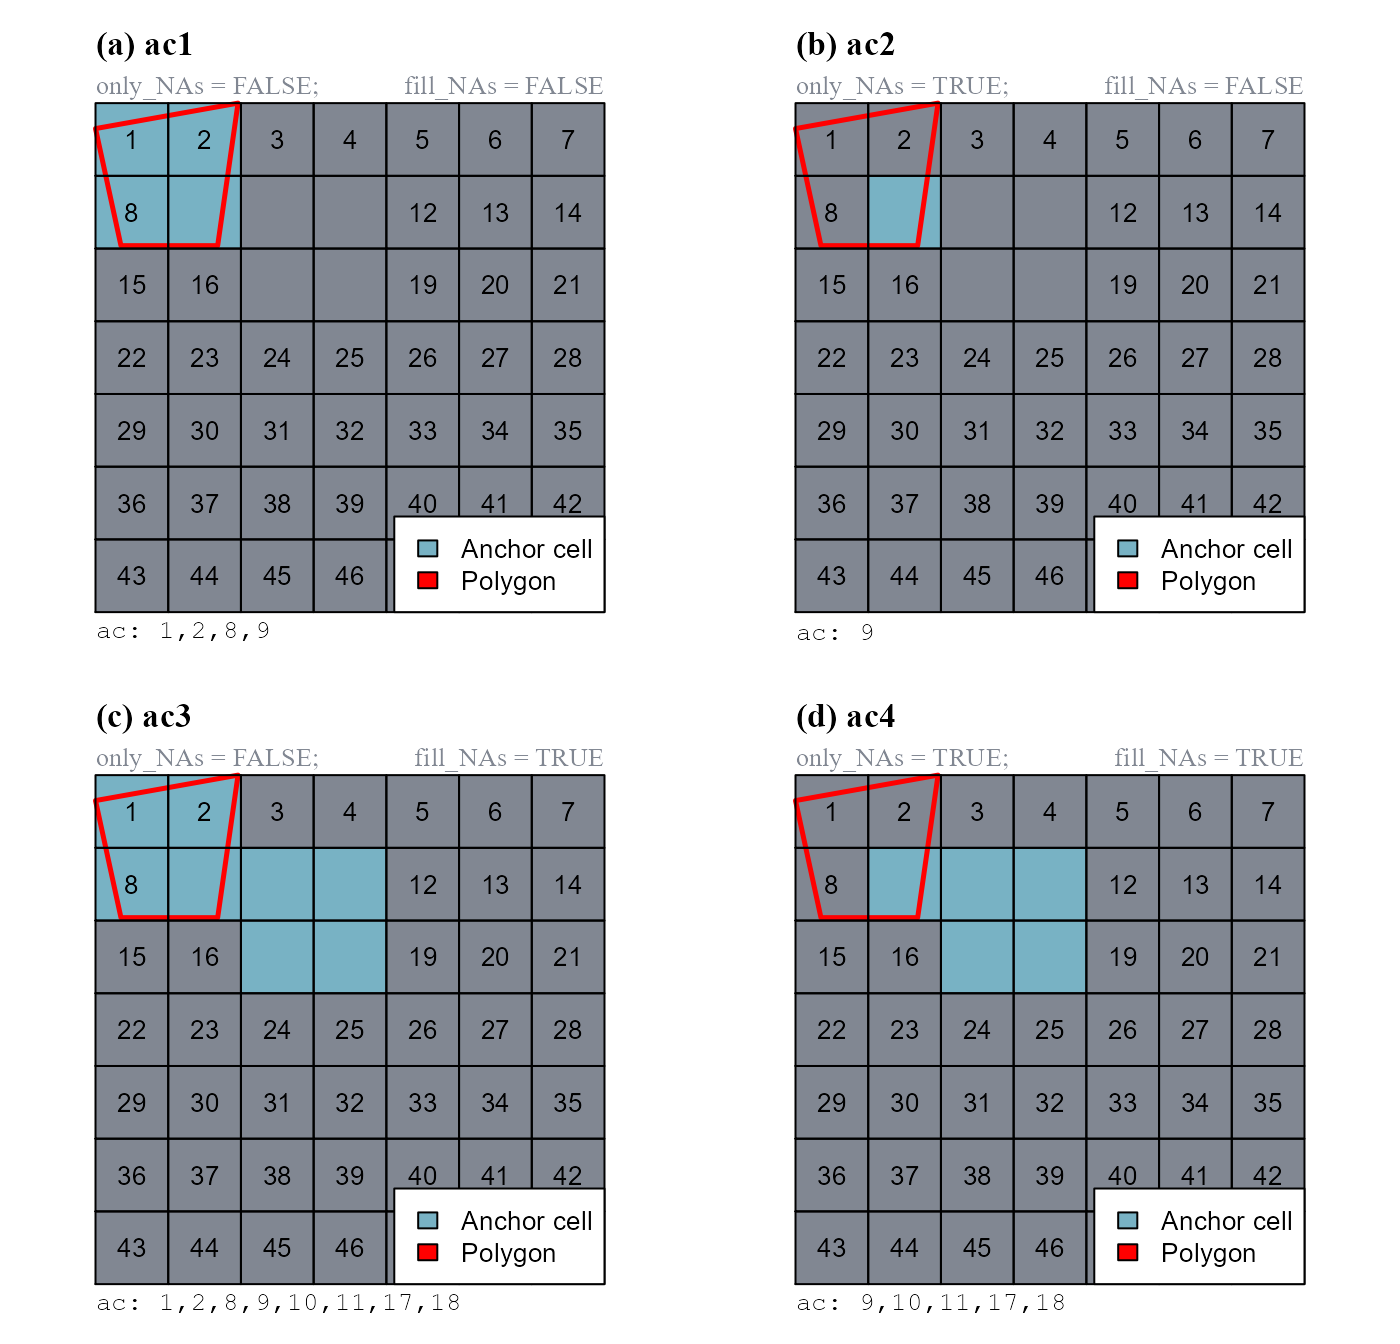 (a) ac1
only_NAs = FALSE; fill_NAs = FALSE
1 2 3 4 5 6 7
8 12 13 14
15 16 19 20 21
22 23 24 25 26 27 28
29 30 31 32 33 34 35
36 37 38 39 40 41 42
Anchor cell
43 44 45 46 Polygon
ac: 1,2,8,9
(b) ac2
only_NAs = TRUE; fill_NAs = FALSE
1 2 3 4 5 6 7
8 12 13 14
15 16 19 20 21
22 23 24 25 26 27 28
29 30 31 32 33 34 35
36 37 38 39 40 41 42
Anchor cell
43 44 45 46 Polygon
ac: 9
(c) ac3
only_NAs = FALSE; fill_NAs = TRUE
1 2 3 4 5 6 7
8 12 13 14
15 16 19 20 21
22 23 24 25 26 27 28
29 30 31 32 33 34 35
36 37 38 39 40 41 42
Anchor cell
43 44 45 46 Polygon
ac: 1,2,8,9,10,11,17,18
(d) ac4
only_NAs = TRUE; fill_NAs = TRUE
1 2 3 4 5 6 7
8 12 13 14
15 16 19 20 21
22 23 24 25 26 27 28
29 30 31 32 33 34 35
36 37 38 39 40 41 42
Anchor cell
43 44 45 46 Polygon
ac: 9,10,11,17,18